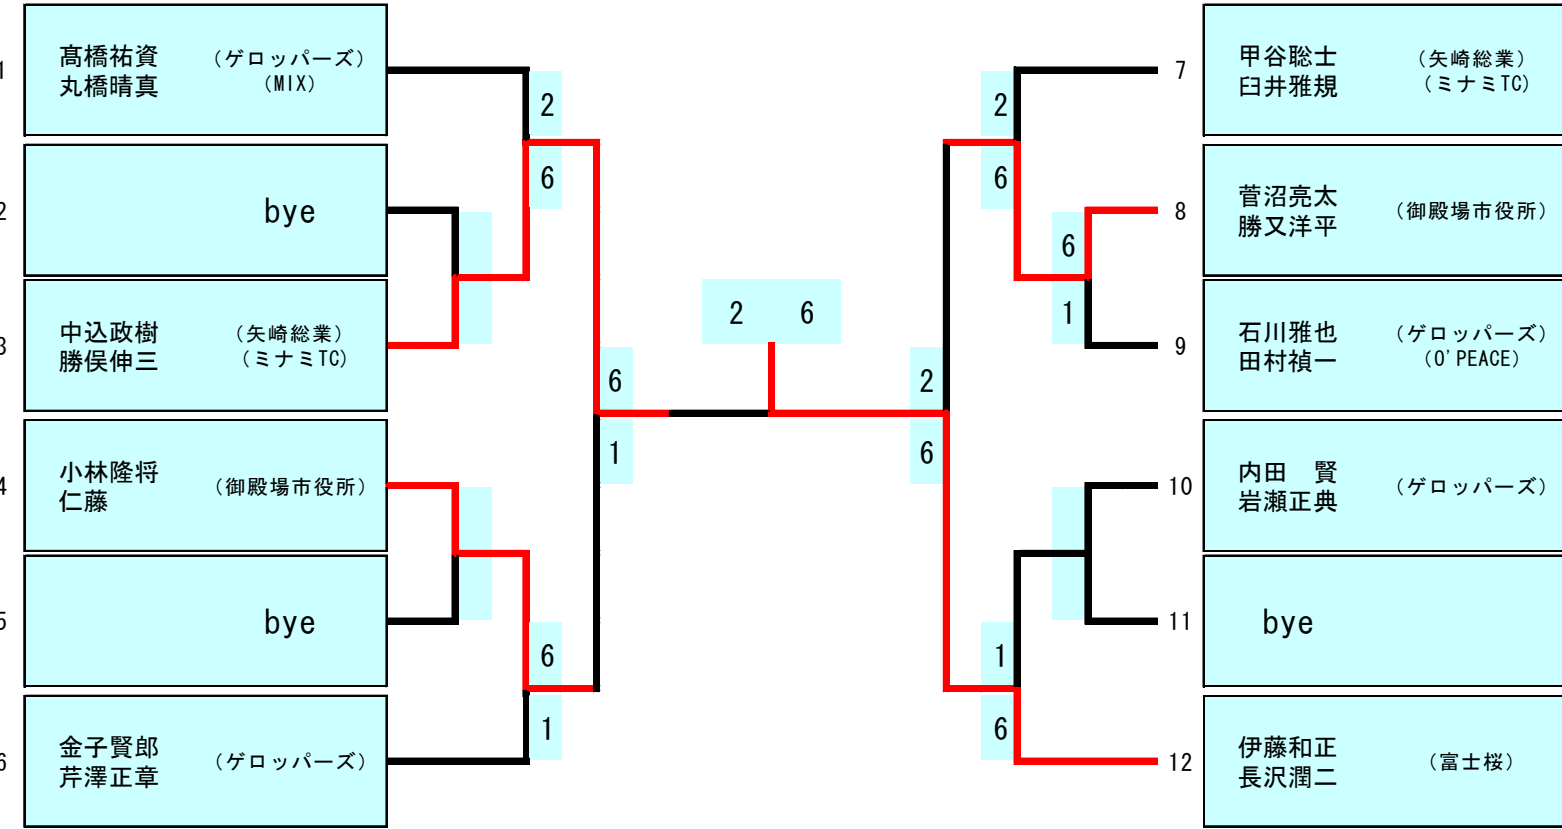 1
髙橋祐資 （ゲロッパーズ）
丸橋晴真 （MIX）
2
bye
3
中込政樹 （矢崎総業）
勝俣伸三 （ミナミTC）
4
小林隆将
仁藤 （御殿場市役所）
5
bye
6
金子賢郎
芹澤正章 （ゲロッパーズ）
2
6
6
1
6
1
2 6
2
6
2
6
6
1
1
6
7
甲谷聡士 （矢崎総業）
臼井雅規 （ミナミTC）
8
菅沼亮太
勝又洋平 （御殿場市役所）
9
石川雅也 （ゲロッパーズ）
田村禎一 （O'PEACE）
10
内田　賢
岩瀬正典 （ゲロッパーズ）
11
bye
12
伊藤和正
長沢潤二 （富士桜）